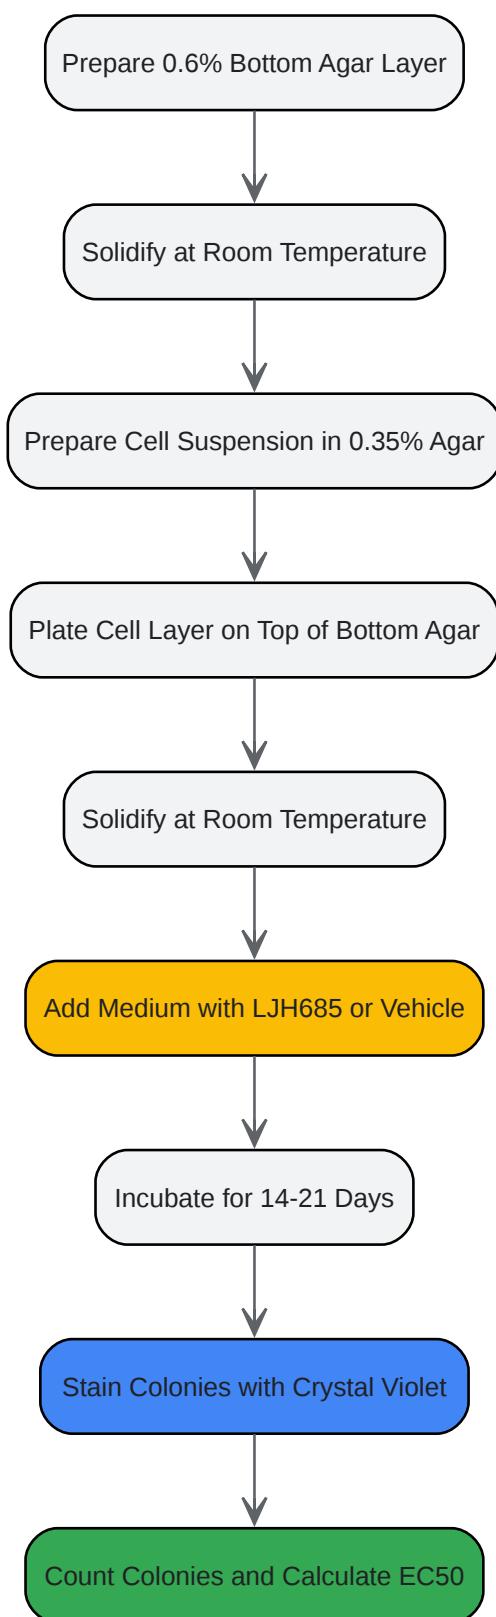 Prepare 0.6% Bottom Agar Layer
Solidify at Room Temperature
Prepare Cell Suspension in 0.35% Agar
Plate Cell Layer on Top of Bottom Agar
Solidify at Room Temperature
Add Medium with LJH685 or Vehicle
Incubate for 14-21 Days
Stain Colonies with Crystal Violet
Count Colonies and Calculate EC50